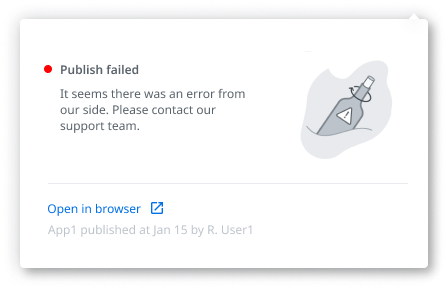 Publish failed
It seems there was an error from
our side. Please contact our
support team.
Open in browser
App1 published at Jan 15 by R. User1